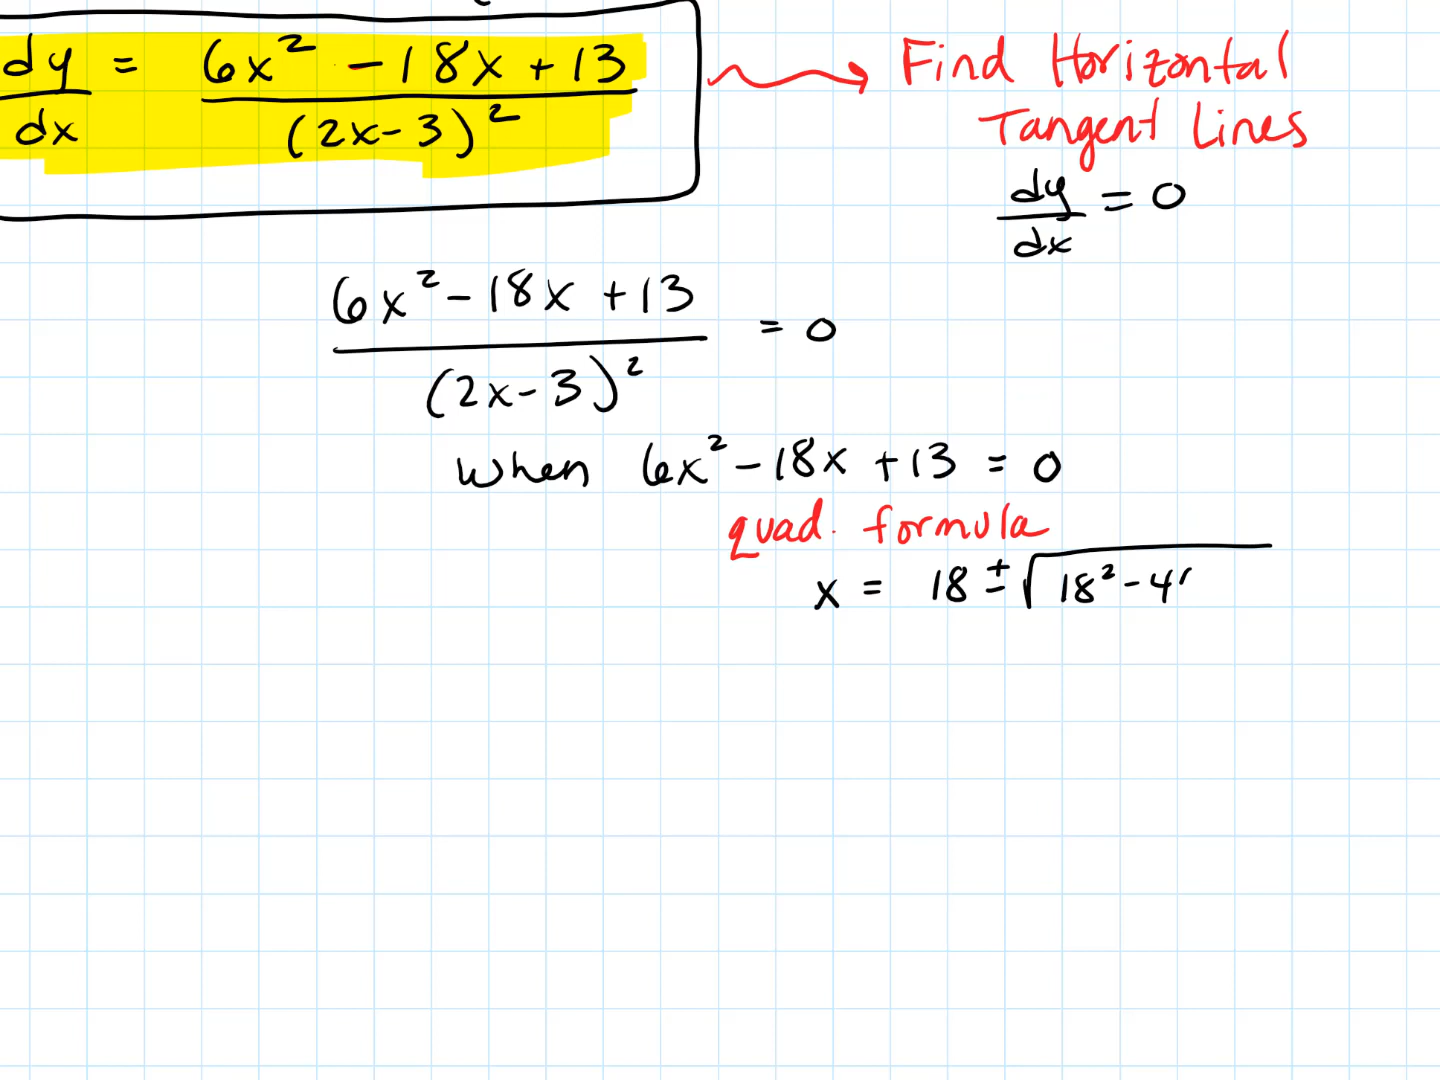 dy/dx = (6x² - 18x + 13)/(2x - 3)²
Find Horizontal
Tangent Lines
dy/dx = 0
(6x² - 18x + 13)/(2x - 3)² = 0
when 6x² - 18x + 13 = 0
quad. formula
x = 18 ± √(18² - 4(